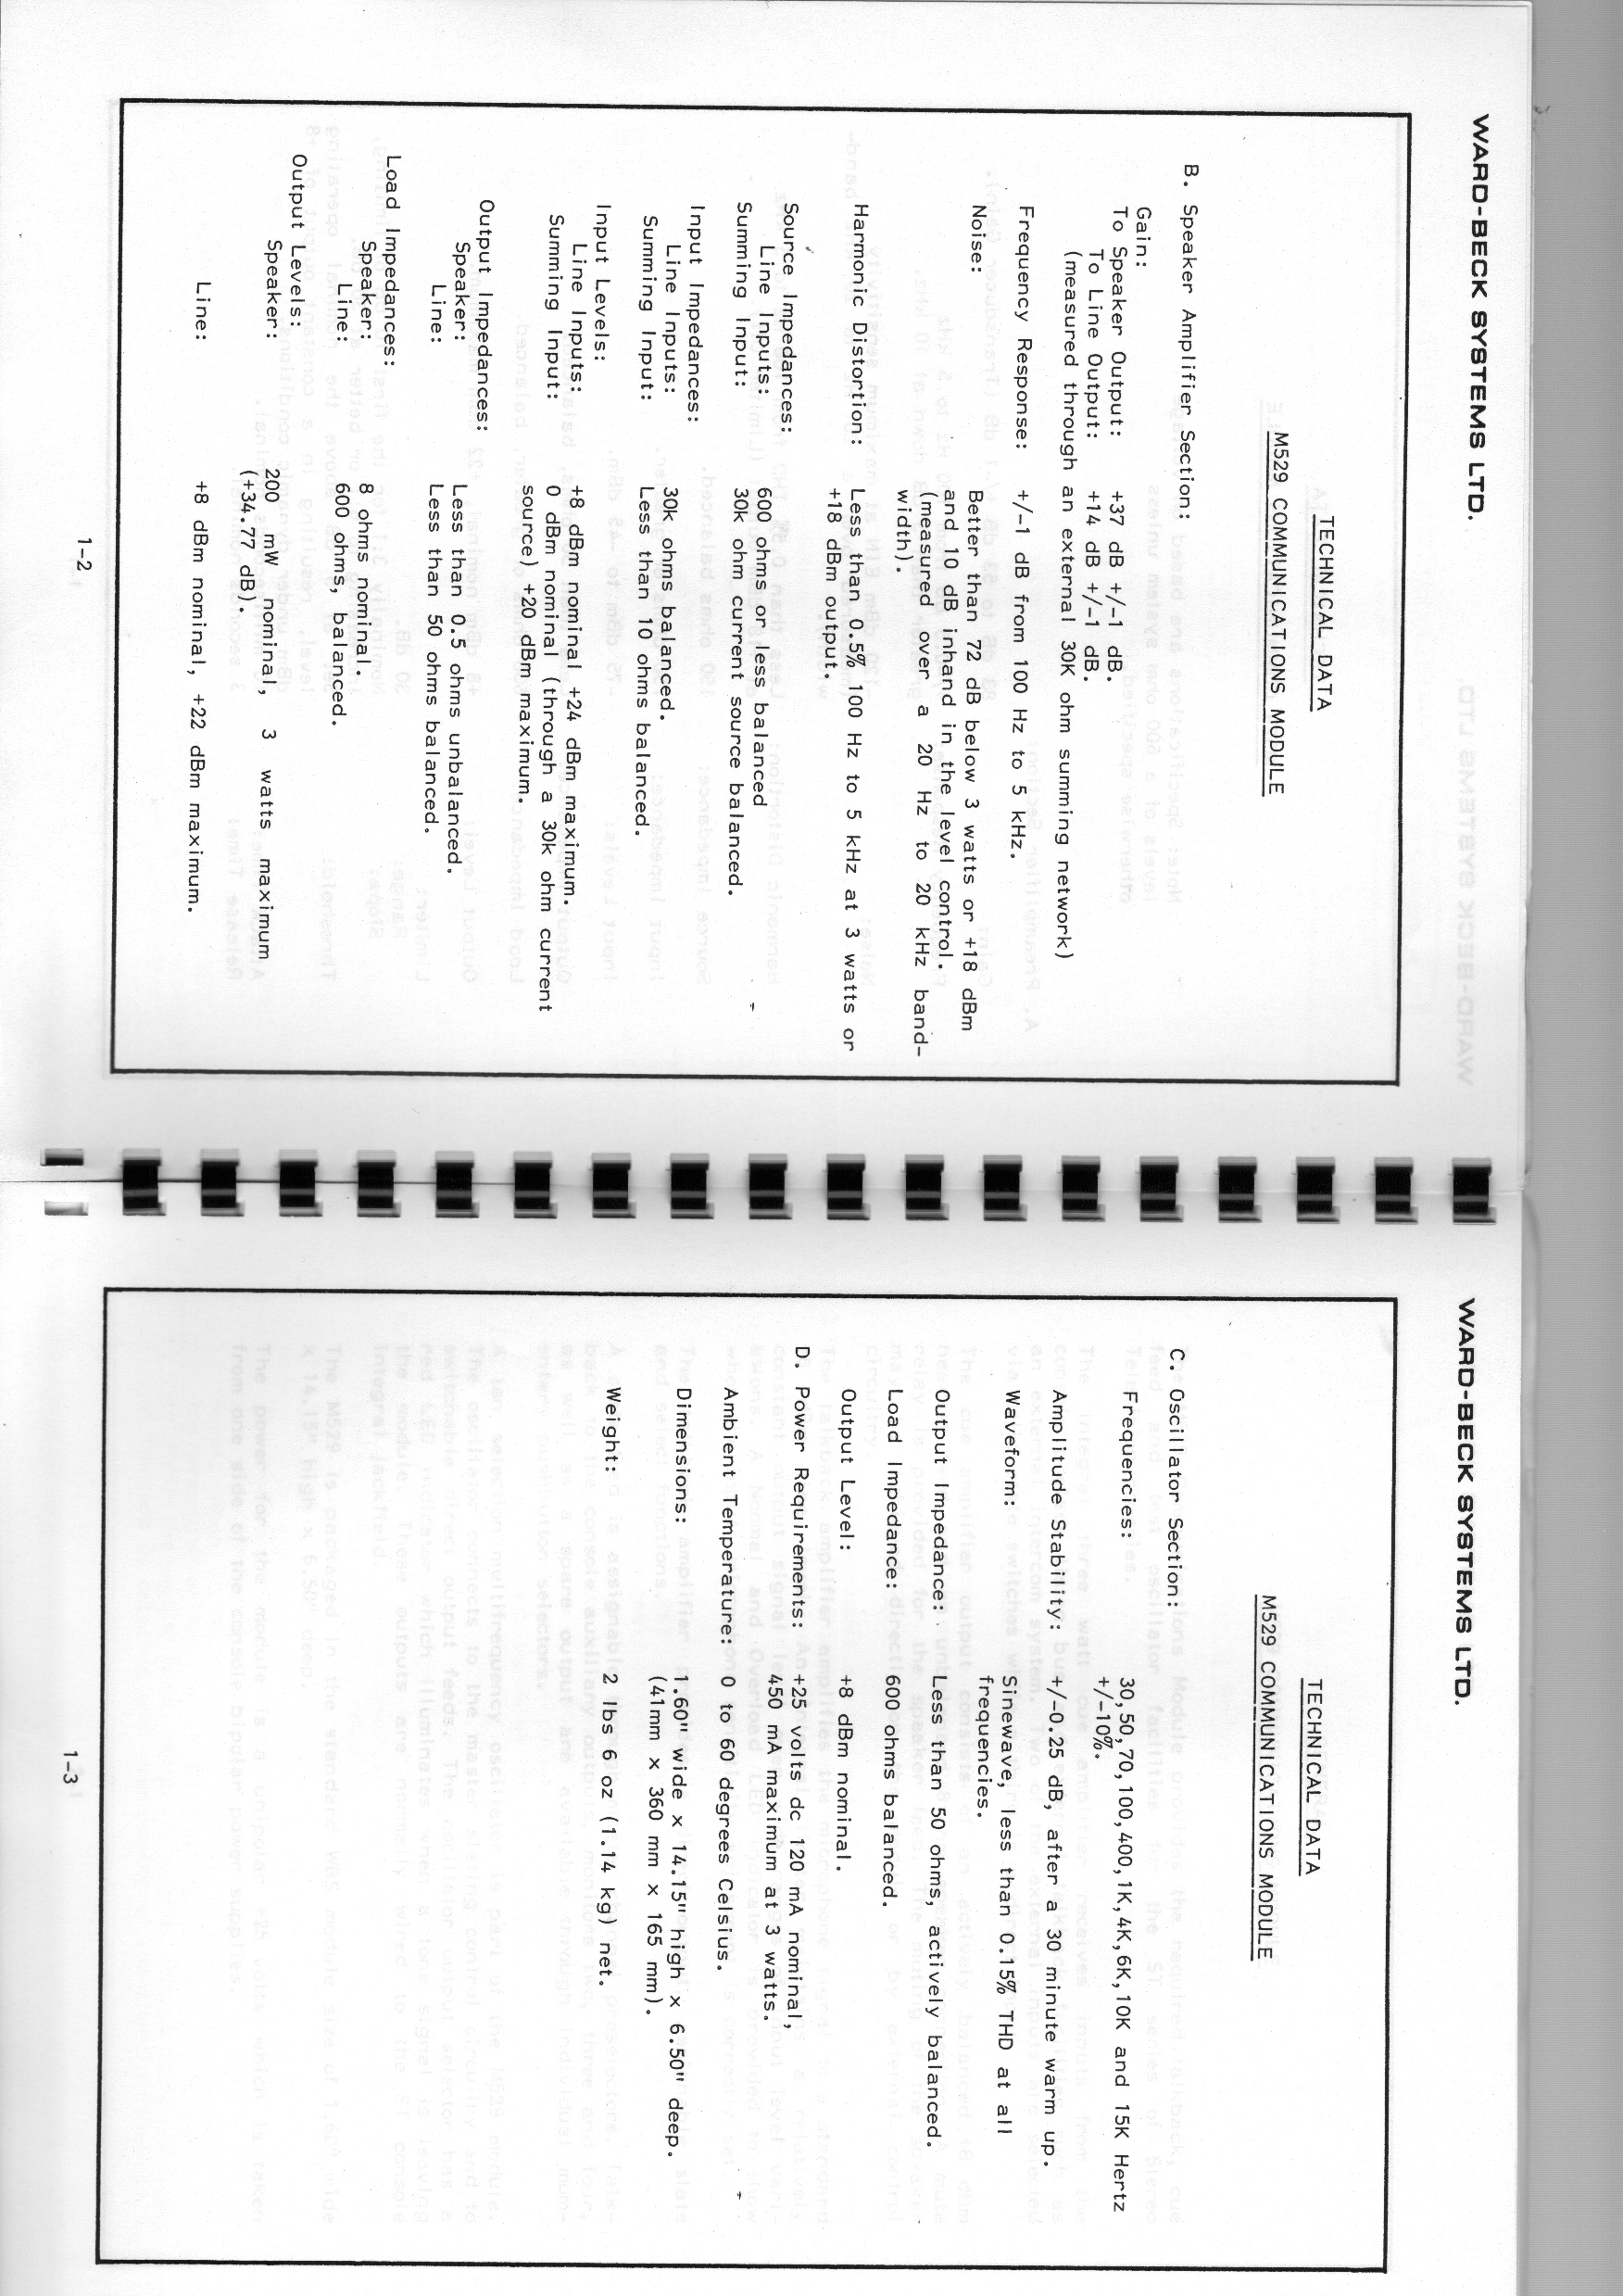 WARD-BECK SYSTEMS LTD.
TECHNICAL DATA
M529 COMMUNICATIONS MODULE
B. Speaker Amplifier Section:
Gain:
To Speaker Output: +37 dB +/-1 dB.
To Line Output: +14 dB +/-1 dB.
(measured through an external 30K ohm summing network)
Frequency Response: +/-1 dB from 100 Hz to 5 kHz.
Noise: Better than 72 dB below 3 watts or +18 dBm
and 10 dB inhand in the level control.
(measured over a 20 Hz to 20 kHz band-
width).
Harmonic Distortion: Less than 0.5% 100 Hz to 5 kHz at 3 watts or
+18 dBm output.
Source Impedances:
Line Inputs: 600 ohms or less balanced
Summing Input: 30k ohm current source balanced.
Input Impedances:
Line Inputs: 30k ohms balanced.
Summing Input: Less than 10 ohms balanced.
Input Levels:
Line Inputs: +8 dBm nominal +24 dBm maximum.
Summing Input: 0 dBm nominal (through a 30k ohm current
source) +20 dBm maximum.
Output Impedances:
Speaker: Less than 0.5 ohms unbalanced.
Line: Less than 50 ohms balanced.
Load Impedances:
Speaker: 8 ohms nominal.
Line: 600 ohms, balanced.
Output Levels:
Speaker: 200 mW nominal, 3 watts maximum
(+34.77 dB).
Line: +8 dBm nominal, +22 dBm maximum.
1-2
WARD-BECK SYSTEMS LTD.
TECHNICAL DATA
M529 COMMUNICATIONS MODULE
C. Oscillator Section:
Frequencies: 30,50,70,100,400,1K,4K,6K,10K and 15K Hertz
+/-10%.
Amplitude Stability: +/-0.25 dB, after a 30 minute warm up.
Waveform: Sinewave, less than 0.15% THD at all
frequencies.
Output Impedance: Less than 50 ohms, actively balanced.
Load Impedance: 600 ohms balanced.
Output Level: +8 dBm nominal.
D. Power Requirements: +25 volts dc 120 mA nominal,
450 mA maximum at 3 watts.
Ambient Temperature: 0 to 60 degrees Celsius.
Dimensions: 1.60" wide x 14.15" high x 6.50" deep.
(41mm x 360 mm x 165 mm).
Weight: 2 lbs 6 oz (1.14 kg) net.
1-3